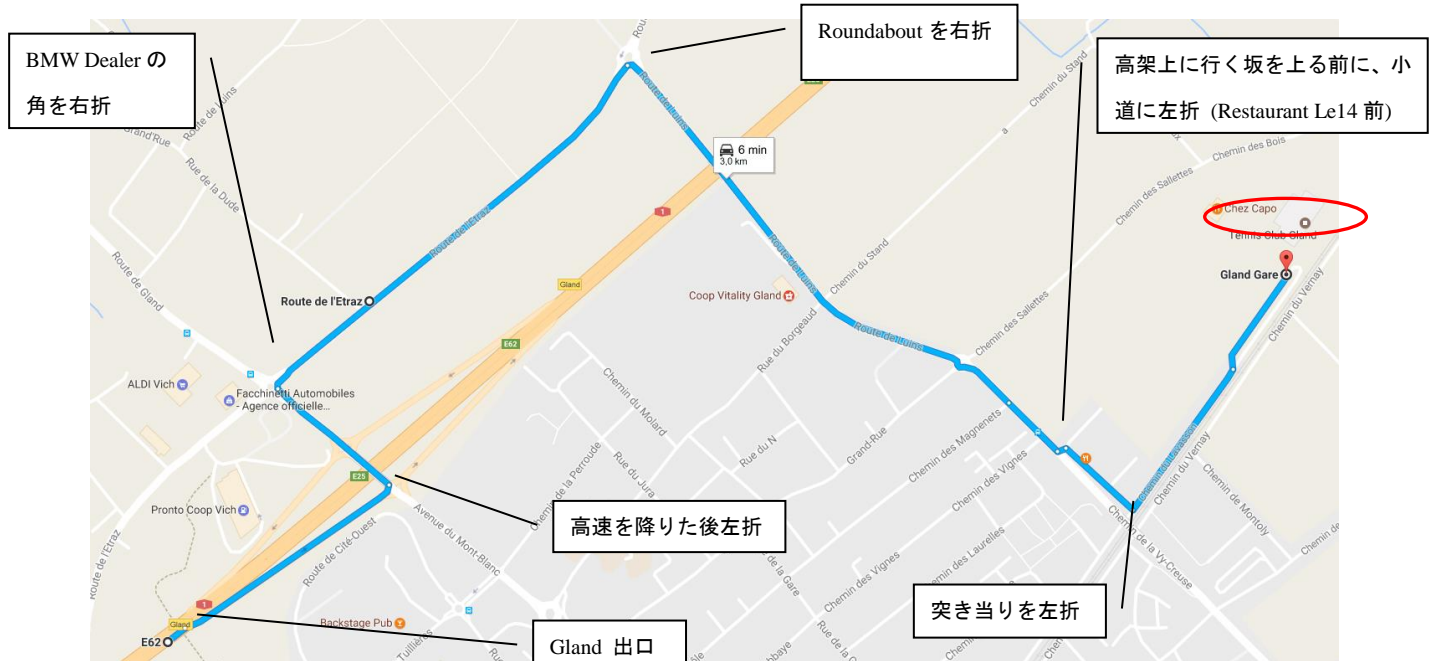 BMW Dealer の
角を右折
Roundabout を右折
高架上に行く坂を上る前に、小
道に左折 (Restaurant Le14 前)
Route de Luins
Grand'Rue
Rue de la Dude
Route de l'Etraz
Route de Luins
6 min
3,0 km
Chemin du Stand
Chemin des Bois
Chemin des Sallettes
Chez Capo
Tennis Club Gland
Gland Gare
1
Gland
Route de Gland
Route de l'Etraz
Coop Vitality Gland
Route de Luins
Chemin du Stand
Rue du Borgeaud
Route de Luins
Chemin des Sallettes
Chemin du Vernay
E62
ALDI Vich
Facchinetti Automobiles
- Agence officielle...
Chemin du Molard
Rue du N
Grand-Rue
Chemin des Magnenets
Chemin des Vignes
Chemin du Vernay
Chemin de Montoly
E25
Pronto Coop Vich
Chemin de la Perroude
Rue du Jura
Avenue du Mont-Blanc
Route de Cité-Ouest
高速を降りた後左折
Rue de la Gare
Chemin des Vignes
Chemin des Laurelles
Chemin de la Vy-Creuse
突き当りを左折
Route de l'Etraz
1
Gland
E62
Backstage Pub
Tuillières
Gland 出口